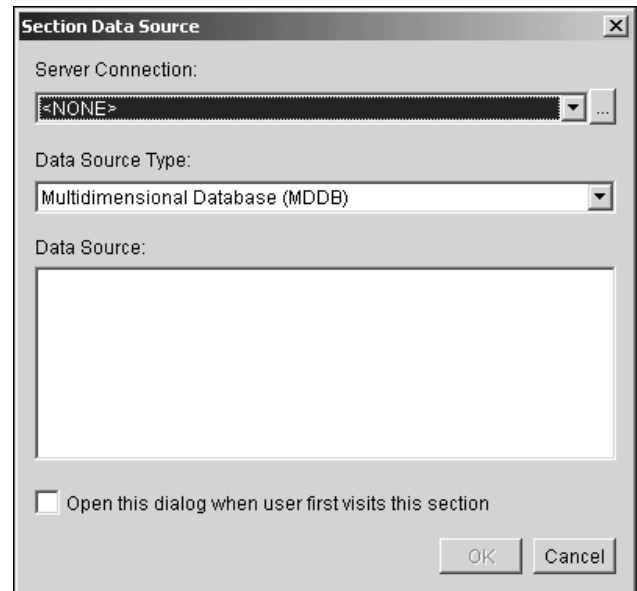 Section Data Source
Server Connection:
<NONE>
...
Data Source Type:
Multidimensional Database (MDDB)
Data Source:
Open this dialog when user first visits this section
OK Cancel